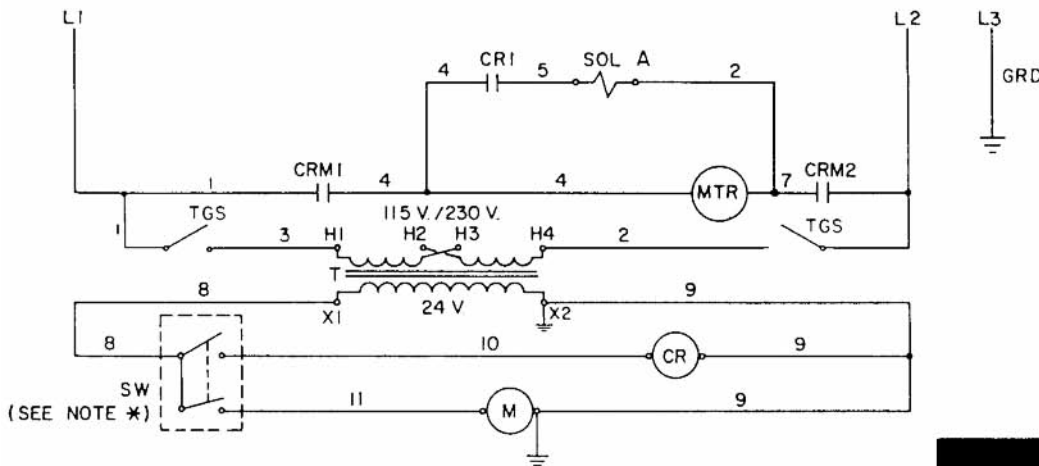 L1 L2 L3
4 CR1 5 SOL A 2
GRD
1 CRM1 4 4 MTR 7 CRM2
1 TGS 115 V./230 V. TGS
3 H1 H2 H3 H4 2
T
8 X1 24 V X2 9
8 10 CR 9
SW
(SEE NOTE *) 11 M 9